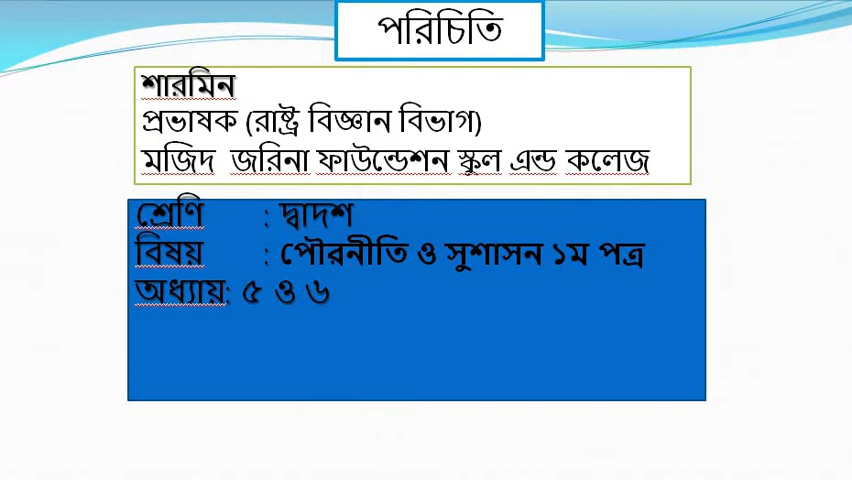 পরিচিতি
শারমিন
প্রভাষক (রাষ্ট্র বিজ্ঞান বিভাগ)
মজিদ জরিনা ফাউন্ডেশন স্কুল এন্ড কলেজ
শ্রেণি : দ্বাদশ
বিষয় : পৌরনীতি ও সুশাসন ১ম পত্র
অধ্যায়: ৫ ও ৬